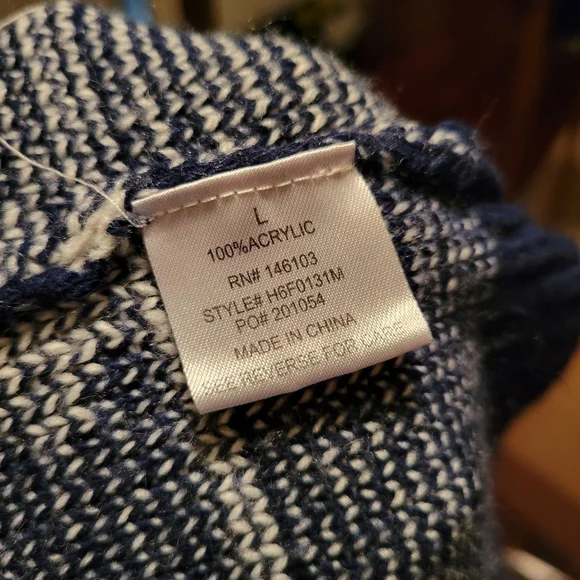 L
100%ACRYLIC
RN# 146103
STYLE# H6F0131M
PO# 201054
MADE IN CHINA
SEE REVERSE FOR CARE